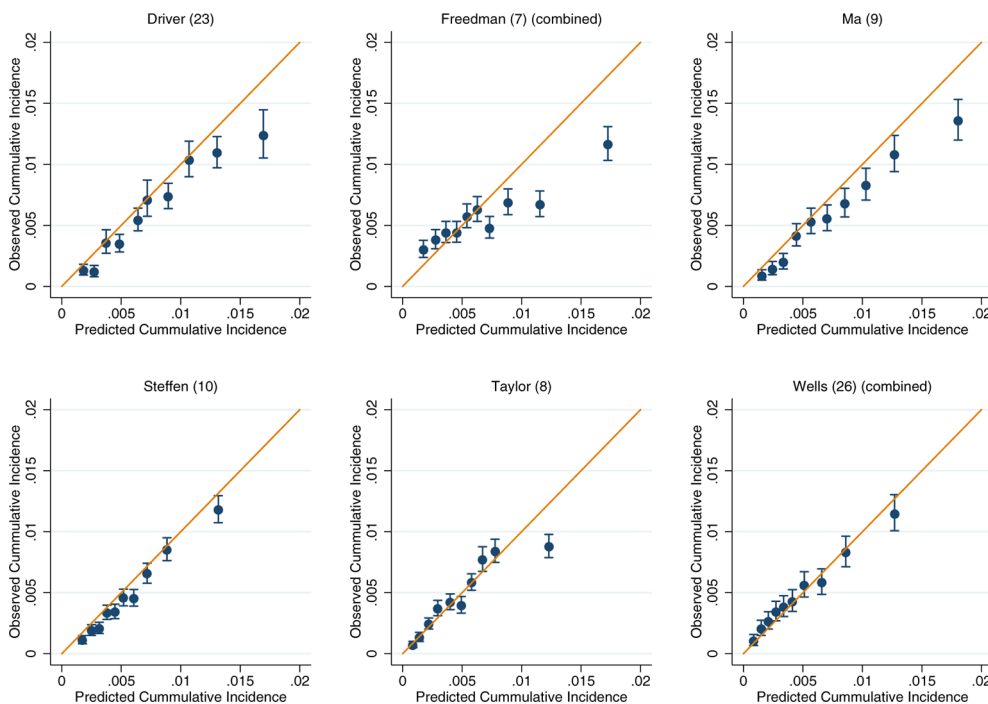 Driver (23)
Observed Cummulative Incidence
.02
.015
.01
.005
0
0 .005 .01 .015 .02
Predicted Cummulative Incidence
Freedman (7) (combined)
Observed Cummulative Incidence
.02
.015
.01
.005
0
0 .005 .01 .015 .02
Predicted Cummulative Incidence
Ma (9)
Observed Cummulative Incidence
.02
.015
.01
.005
0
0 .005 .01 .015 .02
Predicted Cummulative Incidence
Steffen (10)
Observed Cummulative Incidence
.02
.015
.01
.005
0
0 .005 .01 .015 .02
Predicted Cummulative Incidence
Taylor (8)
Observed Cummulative Incidence
.02
.015
.01
.005
0
0 .005 .01 .015 .02
Predicted Cummulative Incidence
Wells (26) (combined)
Observed Cummulative Incidence
.02
.015
.01
.005
0
0 .005 .01 .015 .02
Predicted Cummulative Incidence